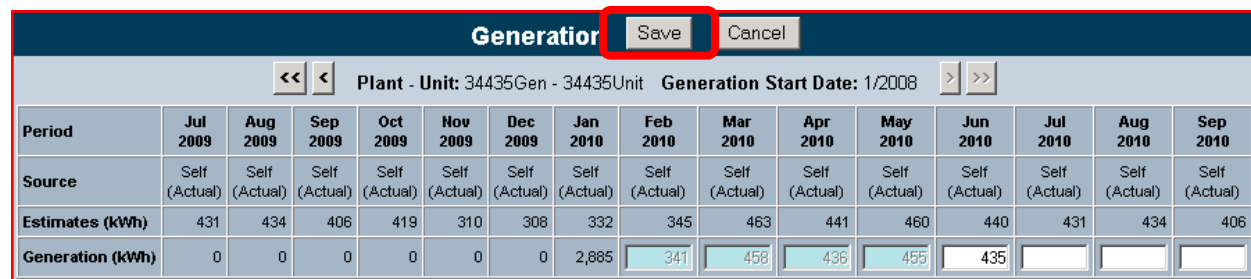 Generation Save Cancel
<< < Plant - Unit: 34435Gen - 34435Unit Generation Start Date: 1/2008 > >>
Period Jul 2009 Aug 2009 Sep 2009 Oct 2009 Nov 2009 Dec 2009 Jan 2010 Feb 2010 Mar 2010 Apr 2010 May 2010 Jun 2010 Jul 2010 Aug 2010 Sep 2010
Source Self (Actual) Self (Actual) Self (Actual) Self (Actual) Self (Actual) Self (Actual) Self (Actual) Self (Actual) Self (Actual) Self (Actual) Self (Actual) Self (Actual) Self (Actual) Self (Actual) Self (Actual)
Estimates (kWh) 431 434 406 419 310 308 332 345 463 441 460 440 431 434 406
Generation (kWh) 0 0 0 0 0 0 2,885 341 458 436 455 435